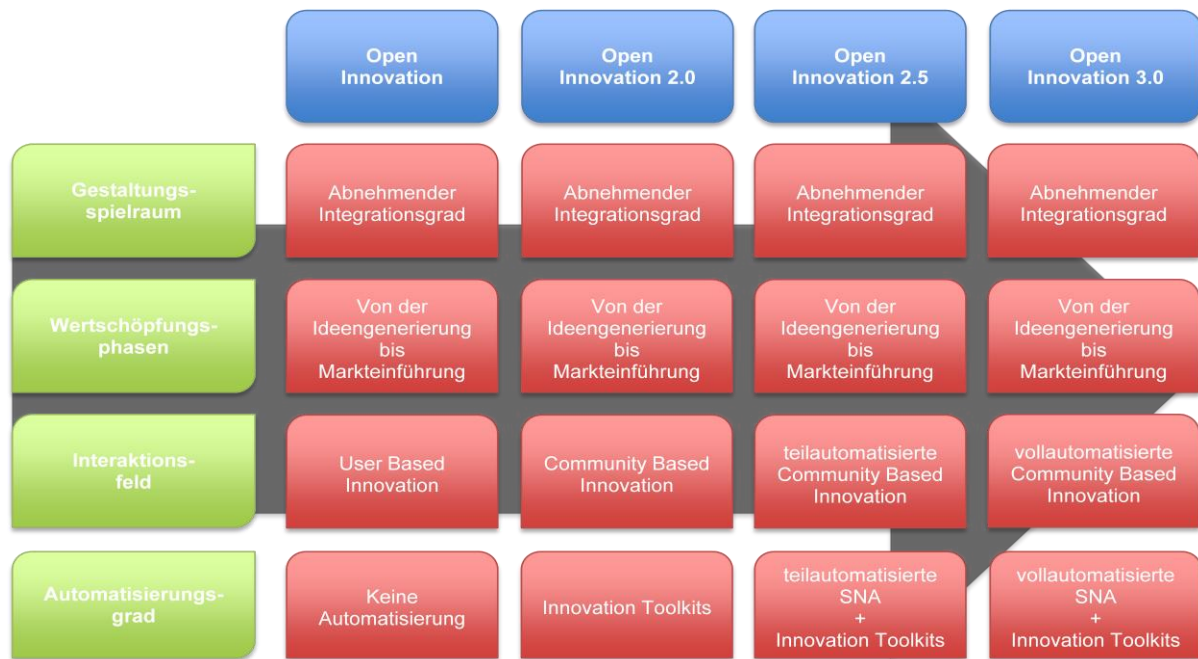 Open
Innovation
Open
Innovation 2.0
Open
Innovation 2.5
Open
Innovation 3.0
Gestaltungs-
spielraum
Abnehmender
Integrationsgrad
Abnehmender
Integrationsgrad
Abnehmender
Integrationsgrad
Abnehmender
Integrationsgrad
Wertschöpfungs-
phasen
Von der
Ideengenerierung
bis
Markteinführung
Von der
Ideengenerierung
bis
Markteinführung
Von der
Ideengenerierung
bis
Markteinführung
Von der
Ideengenerierung
bis
Markteinführung
Interaktions-
feld
User Based
Innovation
Community Based
Innovation
teilautomatisierte
Community Based
Innovation
vollautomatisierte
Community Based
Innovation
Automatisierungs-
grad
Keine
Automatisierung
Innovation Toolkits
teilautomatisierte
SNA
+
Innovation Toolkits
vollautomatisierte
SNA
+
Innovation Toolkits